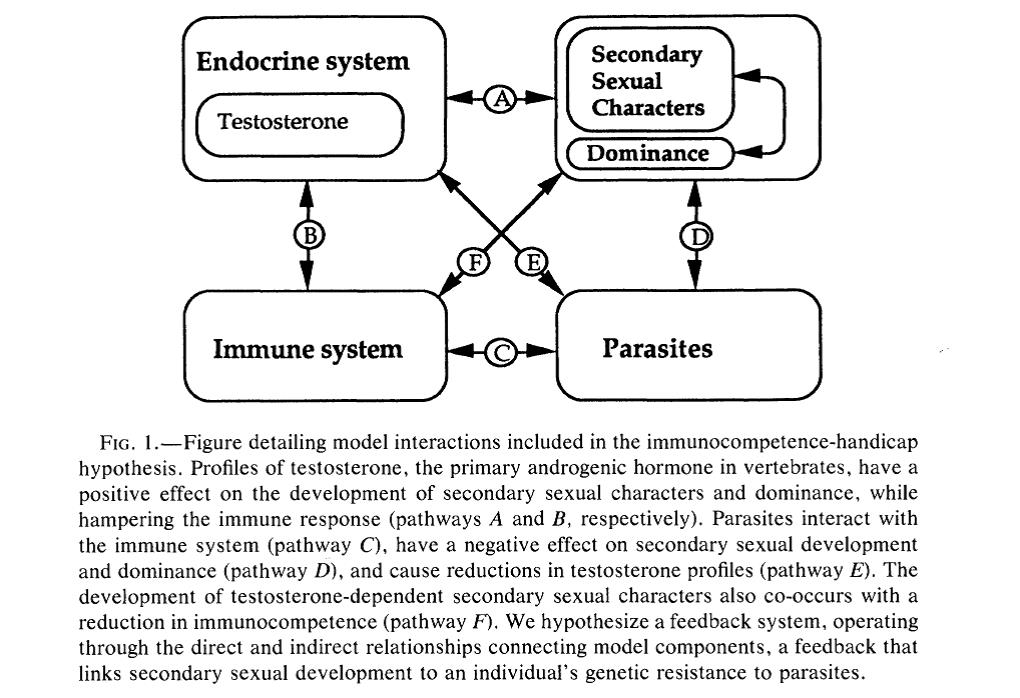 Endocrine system
Testosterone
A
Secondary
Sexual
Characters
Dominance
B
F
E
D
Immune system
C
Parasites
FIG. 1.—Figure detailing model interactions included in the immunocompetence-handicap
hypothesis. Profiles of testosterone, the primary androgenic hormone in vertebrates, have a
positive effect on the development of secondary sexual characters and dominance, while
hampering the immune response (pathways A and B, respectively). Parasites interact with
the immune system (pathway C), have a negative effect on secondary sexual development
and dominance (pathway D), and cause reductions in testosterone profiles (pathway E). The
development of testosterone-dependent secondary sexual characters also co-occurs with a
reduction in immunocompetence (pathway F). We hypothesize a feedback system, operating
through the direct and indirect relationships connecting model components, a feedback that
links secondary sexual development to an individual's genetic resistance to parasites.